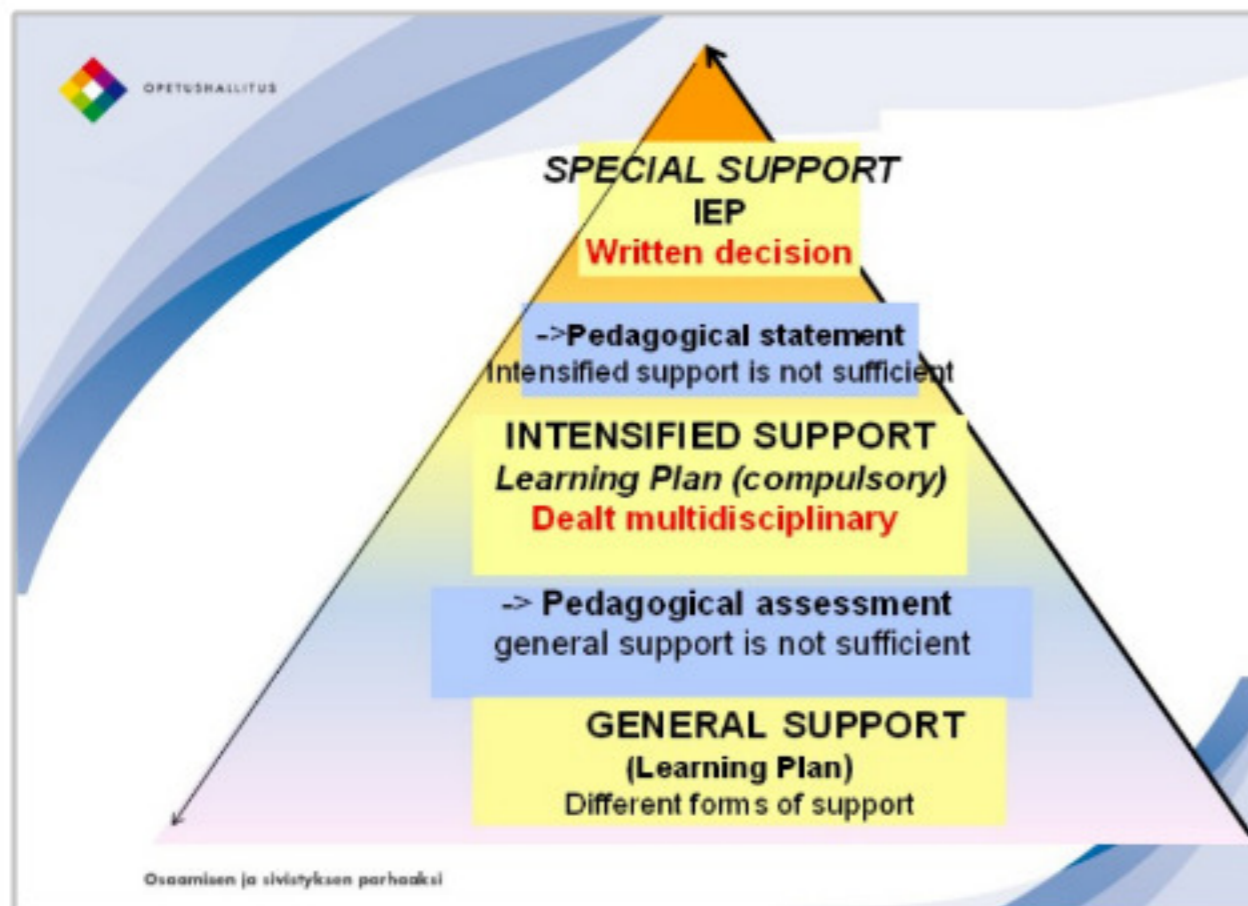 OPETUSHALLITUS
SPECIAL SUPPORT
IEP
Written decision
->Pedagogical statement
Intensified support is not sufficient
INTENSIFIED SUPPORT
Learning Plan (compulsory)
Dealt multidisciplinary
-> Pedagogical assessment
general support is not sufficient
GENERAL SUPPORT
(Learning Plan)
Different forms of support
Osaamisen ja sivistyksen parhaaksi